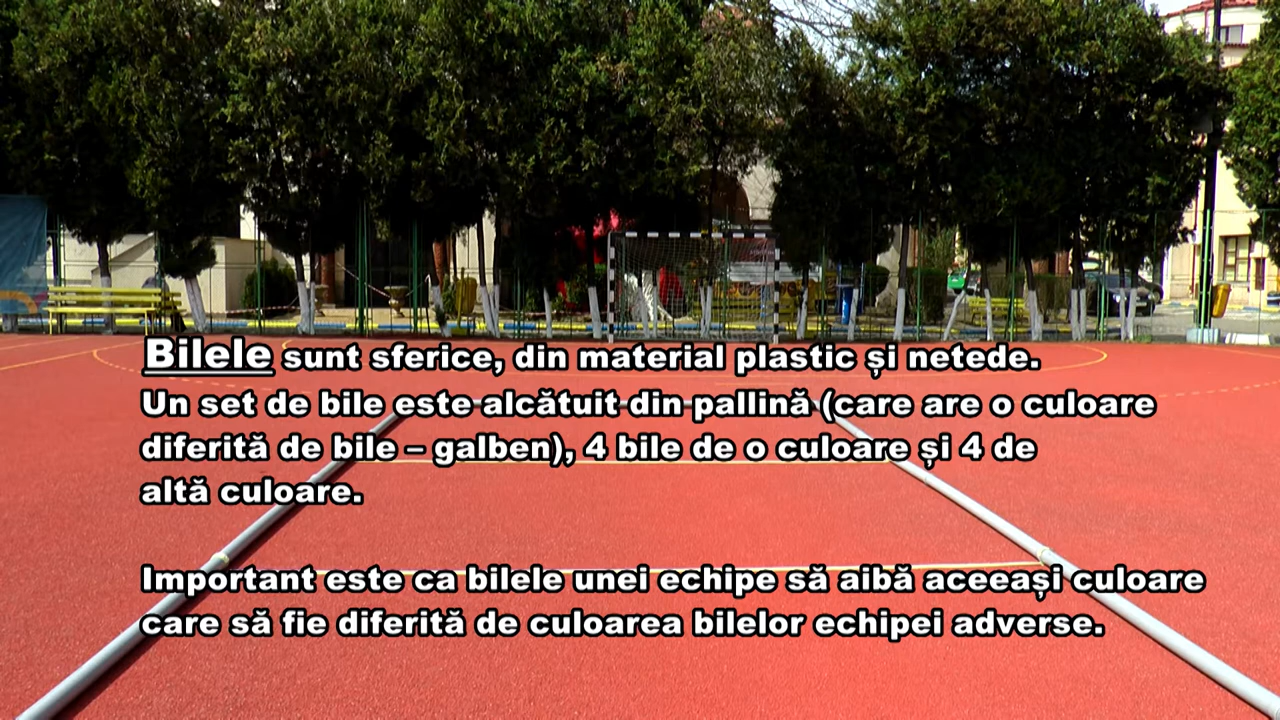 Bilele sunt sferice, din material plastic și netede.
Un set de bile este alcătuit din pallină (care are o culoare
diferită de bile – galben), 4 bile de o culoare și 4 de
altă culoare.
Important este ca bilele unei echipe să aibă aceeași culoare
care să fie diferită de culoarea bilelor echipei adverse.